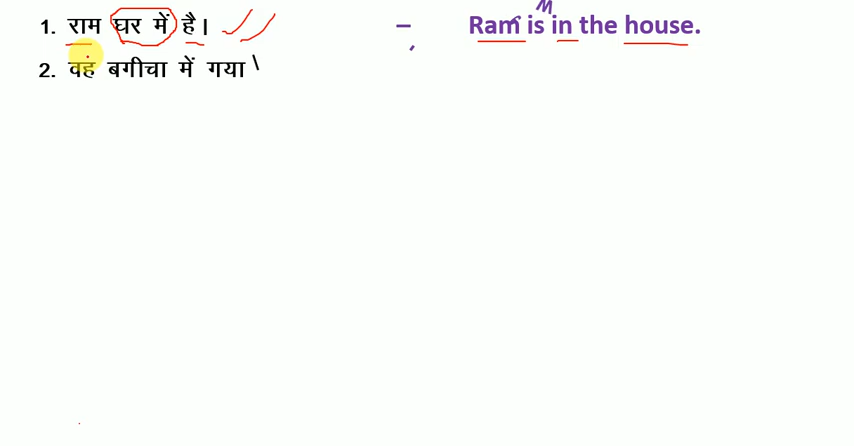 1. राम घर में है। – Ram is in the house.
2. वह बगीचा में गया \